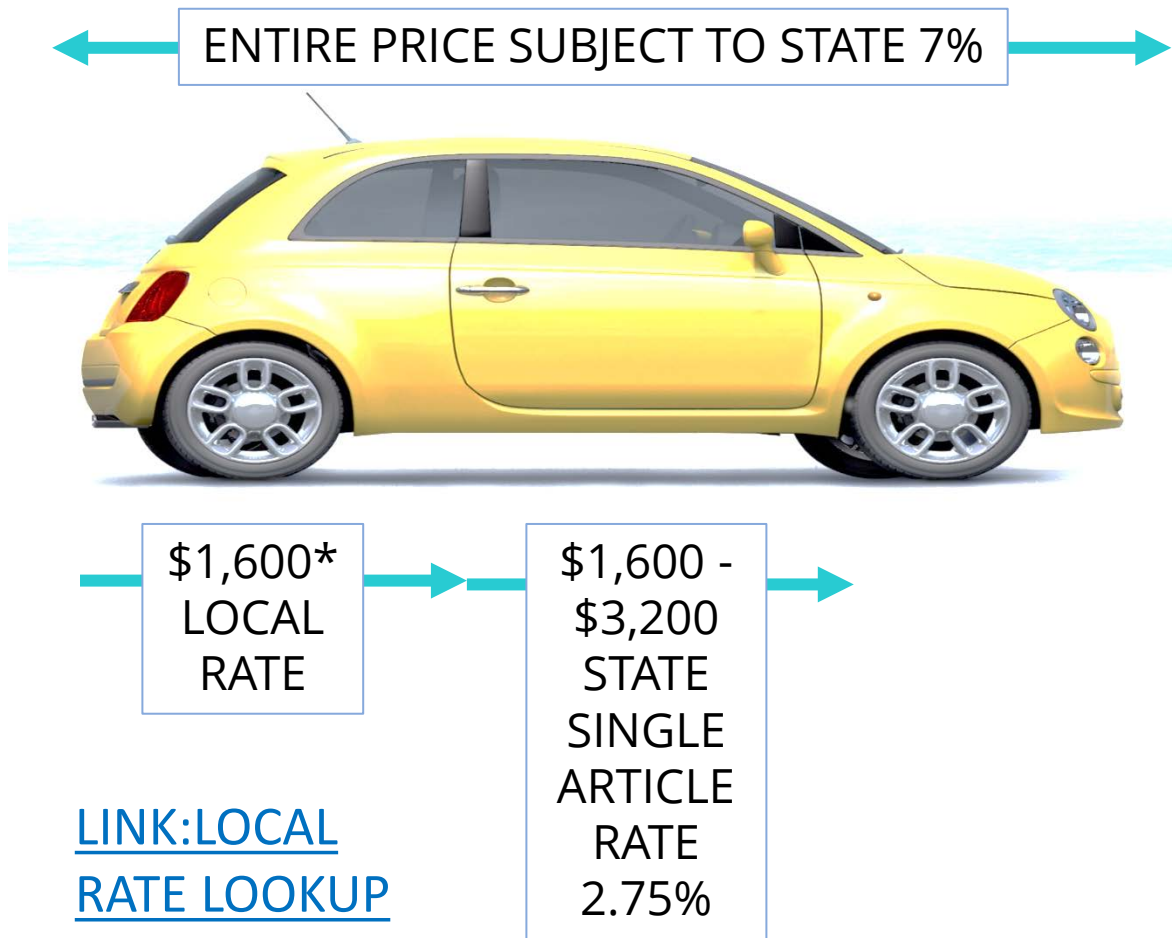 ENTIRE PRICE SUBJECT TO STATE 7%
$1,600*
LOCAL
RATE
$1,600 -
$3,200
STATE
SINGLE
ARTICLE
RATE
2.75%
LINK:LOCAL
RATE LOOKUP